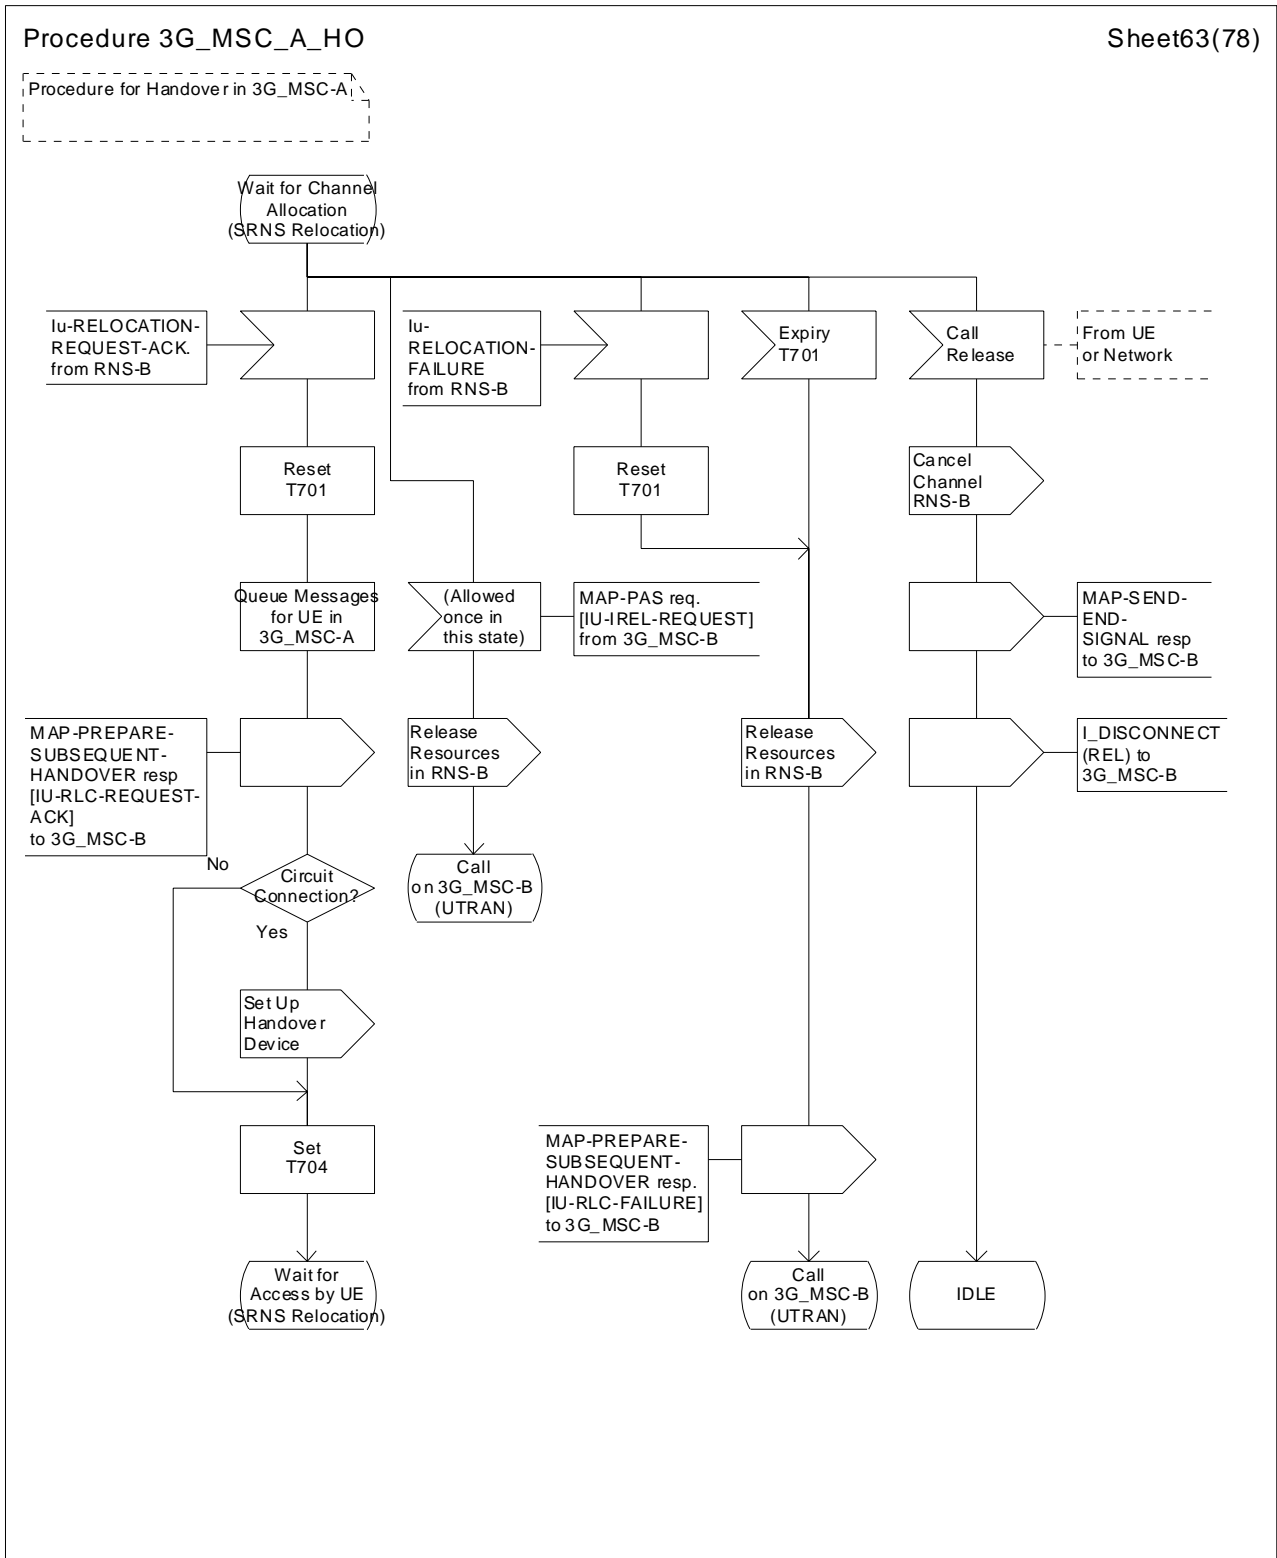 Procedure 3G_MSC_A_HO
Sheet63(78)
Procedure for Handover in 3G_MSC-A
Wait for Channel
Allocation
(SRNS Relocation)
Iu-RELOCATION-
REQUEST-ACK.
from RNS-B
Iu-
RELOCATION-
FAILURE
from RNS-B
Expiry
T701
Call
Release
From UE
or Network
Reset
T701
Reset
T701
Cancel
Channel
RNS-B
Queue Messages
for UE in
3G_MSC-A
(Allowed
once in
this state)
MAP-PAS req.
[IU-IREL-REQUEST]
from 3G_MSC-B
MAP-SEND-
END-
SIGNAL resp
to 3G_MSC-B
MAP-PREPARE-
SUBSEQUENT-
HANDOVER resp
[IU-RLC-REQUEST-
ACK]
to 3G_MSC-B
Release
Resources
in RNS-B
Release
Resources
in RNS-B
I_DISCONNECT
(REL) to
3G_MSC-B
No
Circuit
Connection?
Yes
Call
on 3G_MSC-B
(UTRAN)
Set Up
Handover
Device
Set
T704
MAP-PREPARE-
SUBSEQUENT-
HANDOVER resp.
[IU-RLC-FAILURE]
to 3G_MSC-B
Wait for
Access by UE
(SRNS Relocation)
Call
on 3G_MSC-B
(UTRAN)
IDLE